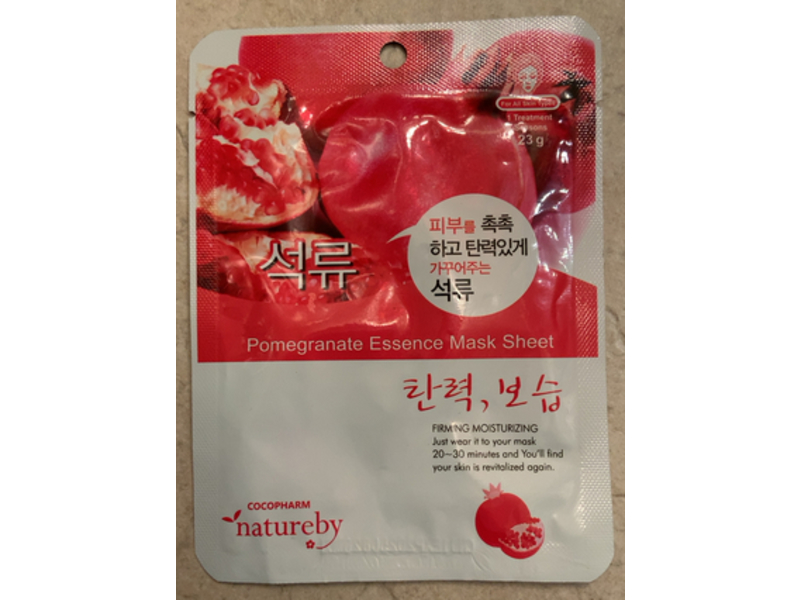 For All Skin Types
1 Treatment
23 g
피부를 촉촉
하고 탄력있게
가꾸어주는
석류
석류
Pomegranate Essence Mask Sheet
탄력, 보습
FIRMING MOISTURIZING
Just wear it to your mask
20~30 minutes and You'll find
your skin is revitalized again.
COCOPHARM
natureby